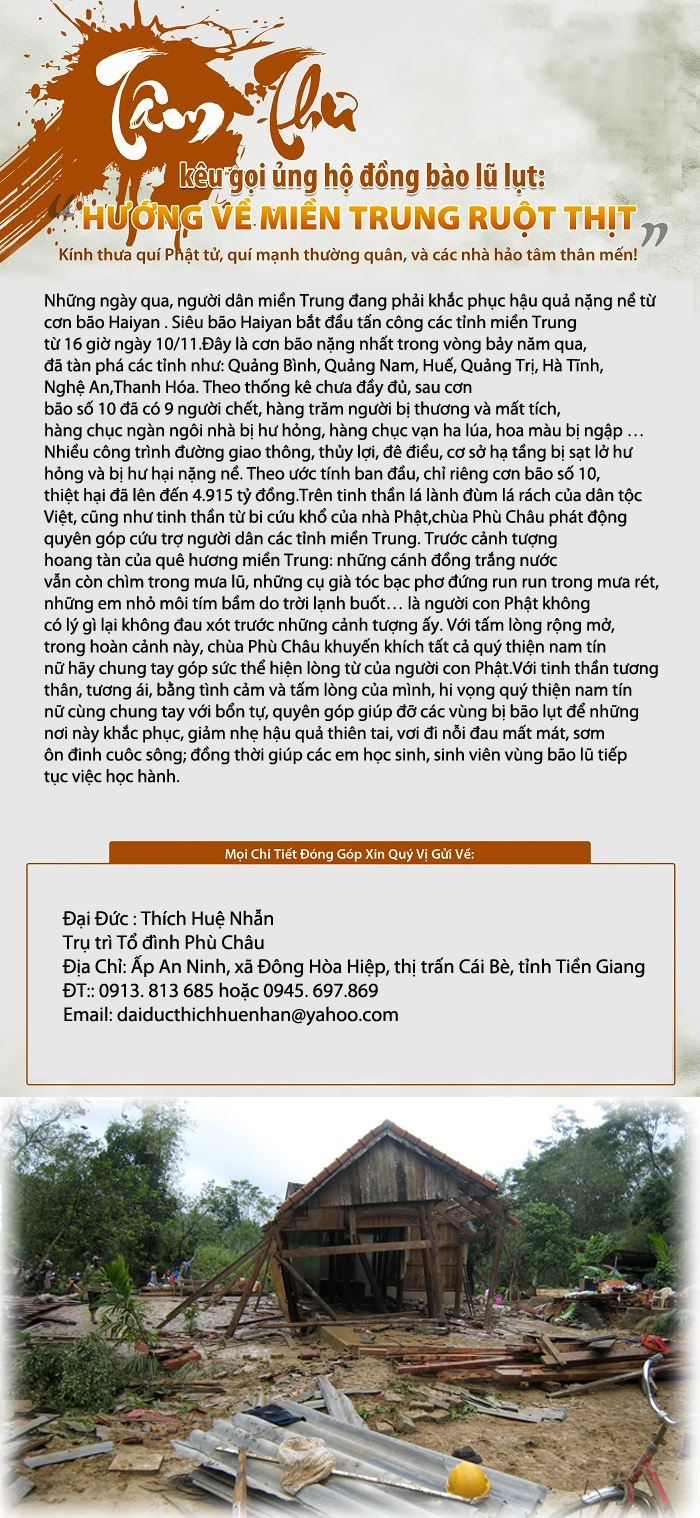 Tâm Thư
kêu gọi ủng hộ đồng bào lũ lụt:
“ HƯỚNG VỀ MIỀN TRUNG RUỘT THỊT ”
Kính thưa quí Phật tử, quí mạnh thường quân, và các nhà hảo tâm thân mến!
Những ngày qua, người dân miền Trung đang phải khắc phục hậu quả nặng nề từ
cơn bão Haiyan . Siêu bão Haiyan bắt đầu tấn công các tỉnh miền Trung
từ 16 giờ ngày 10/11.Đây là cơn bão nặng nhất trong vòng bảy năm qua,
đã tàn phá các tỉnh như: Quảng Bình, Quảng Nam, Huế, Quảng Trị, Hà Tĩnh,
Nghệ An,Thanh Hóa. Theo thống kê chưa đầy đủ, sau cơn
bão số 10 đã có 9 người chết, hàng trăm người bị thương và mất tích,
hàng chục ngàn ngôi nhà bị hư hỏng, hàng chục vạn ha lúa, hoa màu bị ngập …
Nhiều công trình đường giao thông, thủy lợi, đê điều, cơ sở hạ tầng bị sạt lở hư
hỏng và bị hư hại nặng nề. Theo ước tính ban đầu, chỉ riêng cơn bão số 10,
thiệt hại đã lên đến 4.915 tỷ đồng.Trên tinh thần lá lành đùm lá rách của dân tộc
Việt, cũng như tinh thần từ bi cứu khổ của nhà Phật,chùa Phù Châu phát động
quyên góp cứu trợ người dân các tỉnh miền Trung. Trước cảnh tượng
hoang tàn của quê hương miền Trung: những cánh đồng trắng nước
vẫn còn chìm trong mưa lũ, những cụ già tóc bạc phơ đứng run run trong mưa rét,
những em nhỏ môi tím bầm do trời lạnh buốt… là người con Phật không
có lý gì lại không đau xót trước những cảnh tượng ấy. Với tấm lòng rộng mở,
trong hoàn cảnh này, chùa Phù Châu khuyến khích tất cả quý thiện nam tín
nữ hãy chung tay góp sức thể hiện lòng từ của người con Phật.Với tinh thần tương
thân, tương ái, bằng tình cảm và tấm lòng của mình, hi vọng quý thiện nam tín
nữ cùng chung tay với bổn tự, quyên góp giúp đỡ các vùng bị bão lụt để những
nơi này khắc phục, giảm nhẹ hậu quả thiên tai, vơi đi nỗi đau mất mát, sơm
ôn đinh cuôc sông; đồng thời giúp các em học sinh, sinh viên vùng bão lũ tiếp
tục việc học hành.
Mọi Chi Tiết Đóng Góp Xin Quý Vị Gửi Về:
Đại Đức : Thích Huệ Nhẫn
Trụ trì Tổ đình Phù Châu
Địa Chỉ: Ấp An Ninh, xã Đông Hòa Hiệp, thị trấn Cái Bè, tỉnh Tiền Giang
ĐT:: 0913. 813 685 hoặc 0945. 697.869
Email: daiducthichhuenhan@yahoo.com